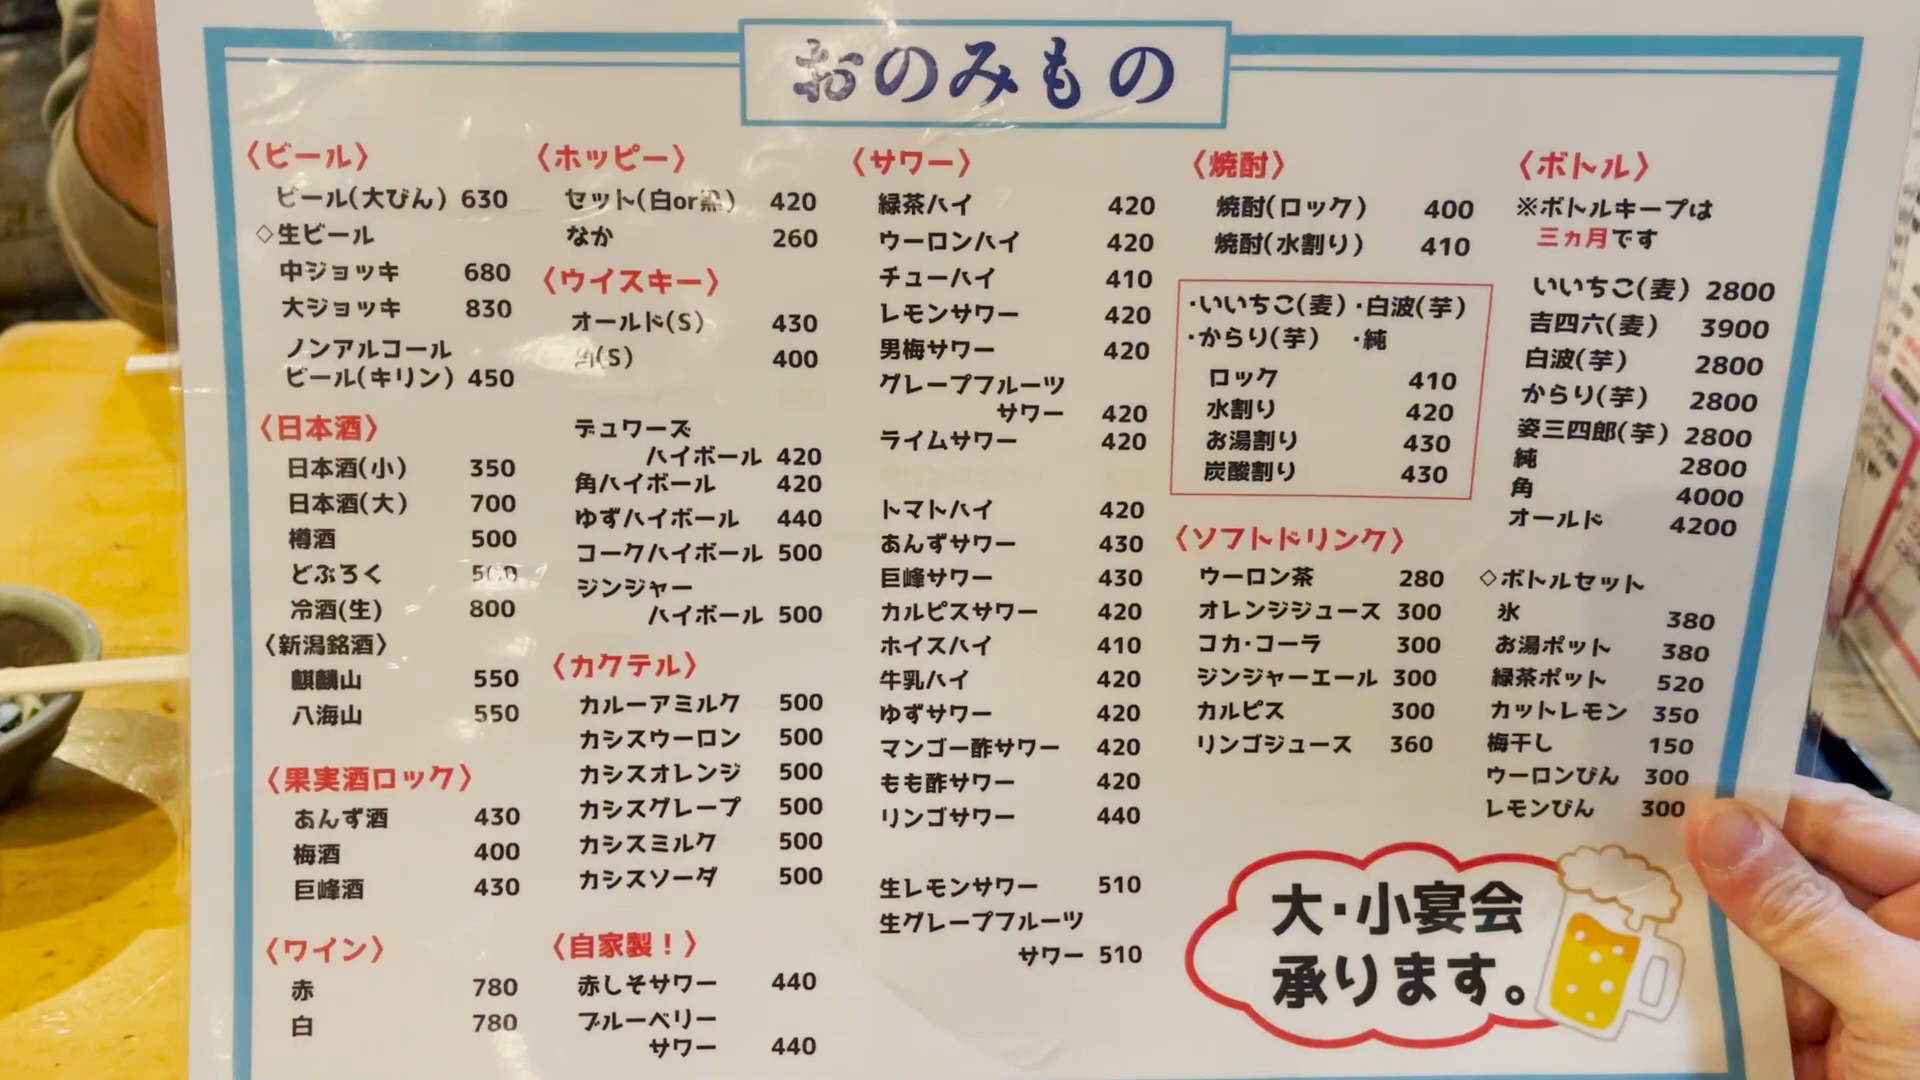 おのみもの
〈ビール〉
ビール(大びん) 630
◇生ビール
中ジョッキ 680
大ジョッキ 830
ノンアルコール
ビール(キリン) 450
〈日本酒〉
日本酒(小) 350
日本酒(大) 700
樽酒 500
どぶろく 500
冷酒(生) 800
〈新潟銘酒〉
麒麟山 550
八海山 550
〈果実酒ロック〉
あんず酒 430
梅酒 400
巨峰酒 430
〈ワイン〉
赤 780
白 780
〈ホッピー〉
セット(白or黒) 420
なか 260
〈ウイスキー〉
オールド(S) 430
角(S) 400
デュワーズ
ハイボール 420
角ハイボール 420
ゆずハイボール 440
コークハイボール 500
ジンジャー
ハイボール 500
〈カクテル〉
カルーアミルク 500
カシスウーロン 500
カシスオレンジ 500
カシスグレープ 500
カシスミルク 500
カシスソーダ 500
〈自家製！〉
赤しそサワー 440
ブルーベリー
サワー 440
〈サワー〉
緑茶ハイ 420
ウーロンハイ 420
チューハイ 410
レモンサワー 420
男梅サワー 420
グレープフルーツ
サワー 420
ライムサワー 420
トマトハイ 420
あんずサワー 430
巨峰サワー 430
カルピスサワー 420
ホイスハイ 410
牛乳ハイ 420
ゆずサワー 420
マンゴー酢サワー 420
もも酢サワー 420
リンゴサワー 440
生レモンサワー 510
生グレープフルーツ
サワー 510
〈焼酎〉
焼酎(ロック) 400
焼酎(水割り) 410
・いいちこ(麦)・白波(芋)
・からり(芋) ・純
ロック 410
水割り 420
お湯割り 430
炭酸割り 430
〈ソフトドリンク〉
ウーロン茶 280
オレンジジュース 300
コカ・コーラ 300
ジンジャーエール 300
カルピス 300
リンゴジュース 360
〈ボトル〉
※ボトルキープは
三ヵ月です
いいちこ(麦) 2800
吉四六(麦) 3900
白波(芋) 2800
からり(芋) 2800
姿三四郎(芋) 2800
純 2800
角 4000
オールド 4200
◇ボトルセット
氷 380
お湯ポット 380
緑茶ポット 520
カットレモン 350
梅干し 150
ウーロンびん 300
レモンびん 300
大・小宴会
承ります。